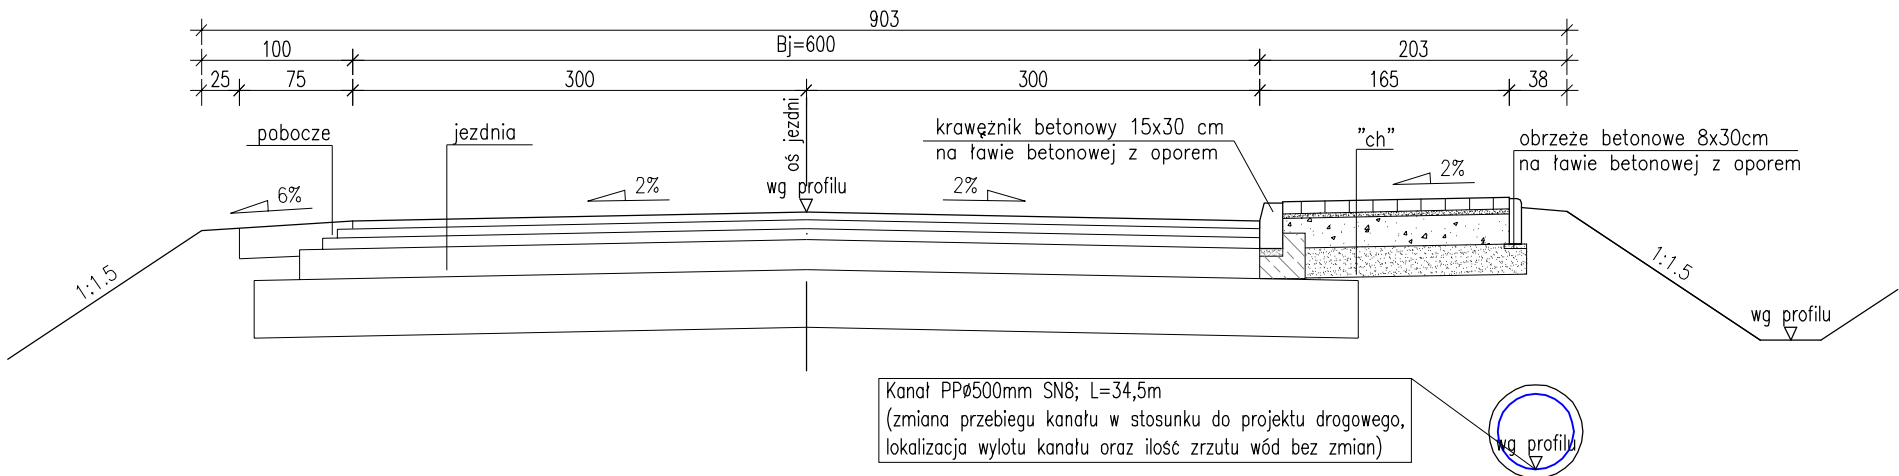 903
100
Bj=600
203
25
75
300
300
165
38
pobocze
jezdnia
oś jezdni
wg profilu
krawężnik betonowy 15x30 cm
na ławie betonowej z oporem
"ch"
obrzeże betonowe 8x30cm
na ławie betonowej z oporem
6%
2%
2%
2%
1:1.5
1:1.5
wg profilu
Kanał PPø500mm SN8; L=34,5m
(zmiana przebiegu kanału w stosunku do projektu drogowego,
lokalizacja wylotu kanału oraz ilość zrzutu wód bez zmian)
wg profilu